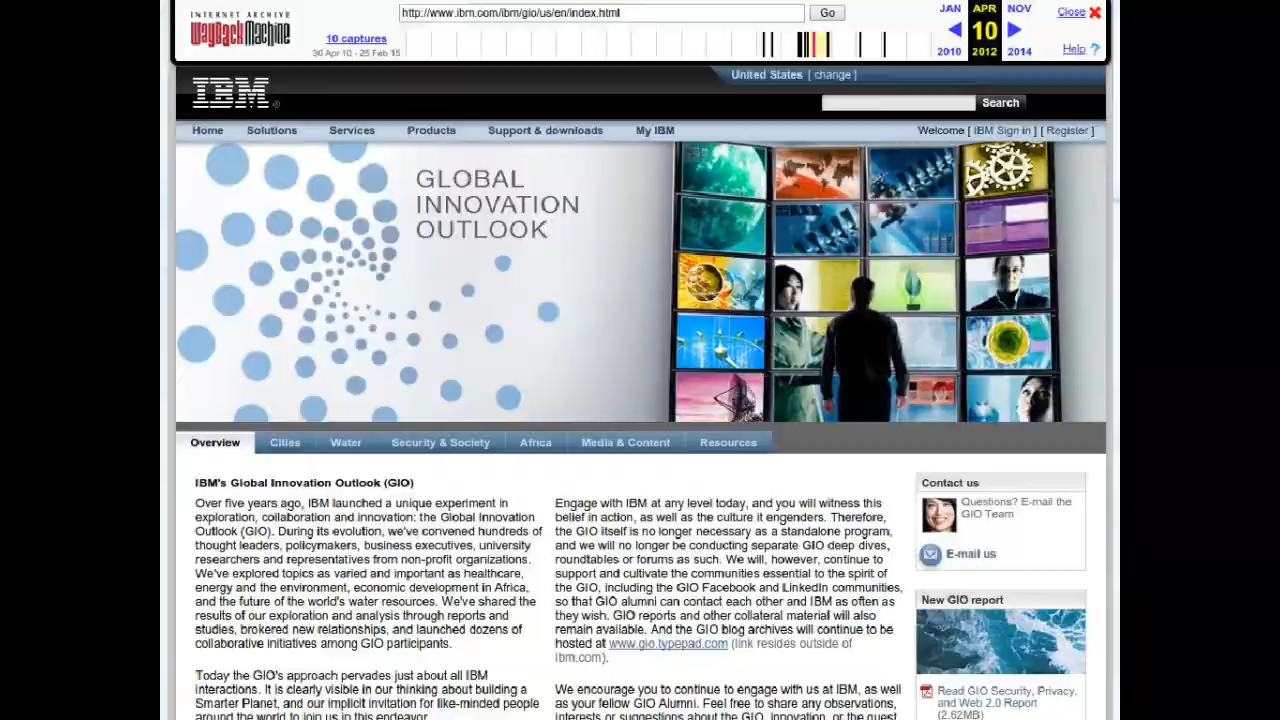 INTERNET ARCHIVE
WayBack Machine
http://www.ibm.com/ibm/gio/us/en/index.html
Go
10 captures
30 Apr 10 - 25 Feb 15
JAN APR NOV
10
2010 2012 2014
Close
Help ?
IBM
United States [ change ]
Search
Home Solutions Services Products Support & downloads My IBM
Welcome [ IBM Sign in ] [ Register ]
GLOBAL
INNOVATION
OUTLOOK
Overview Cities Water Security & Society Africa Media & Content Resources
IBM's Global Innovation Outlook (GIO)
Over five years ago, IBM launched a unique experiment in
exploration, collaboration and innovation: the Global Innovation
Outlook (GIO). During its evolution, we've convened hundreds of
thought leaders, policymakers, business executives, university
researchers and representatives from non-profit organizations.
We've explored topics as varied and important as healthcare,
energy and the environment, economic development in Africa,
and the future of the world's water resources. We've shared the
results of our exploration and analysis through reports and
studies, brokered new relationships, and launched dozens of
collaborative initiatives among GIO participants.
Today the GIO's approach pervades just about all IBM
interactions. It is clearly visible in our thinking about building a
Smarter Planet, and our implicit invitation for like-minded people
around the world to join us in this endeavor.
Engage with IBM at any level today, and you will witness this
belief in action, as well as the culture it engenders. Therefore,
the GIO itself is no longer necessary as a standalone program,
and we will no longer be conducting separate GIO deep dives,
roundtables or forums as such. We will, however, continue to
support and cultivate the communities essential to the spirit of
the GIO, including the GIO Facebook and LinkedIn communities,
so that GIO alumni can contact each other and IBM as often as
they wish. GIO reports and other collateral material will also
remain available. And the GIO blog archives will continue to be
hosted at www.gio.typepad.com (link resides outside of
ibm.com).
We encourage you to continue to engage with us at IBM, as well
as your fellow GIO Alumni. Feel free to share any observations,
interests or suggestions about the GIO, innovation, or the quest
Contact us
Questions? E-mail the
GIO Team
E-mail us
New GIO report
Read GIO Security, Privacy,
and Web 2.0 Report
(2.62MB)